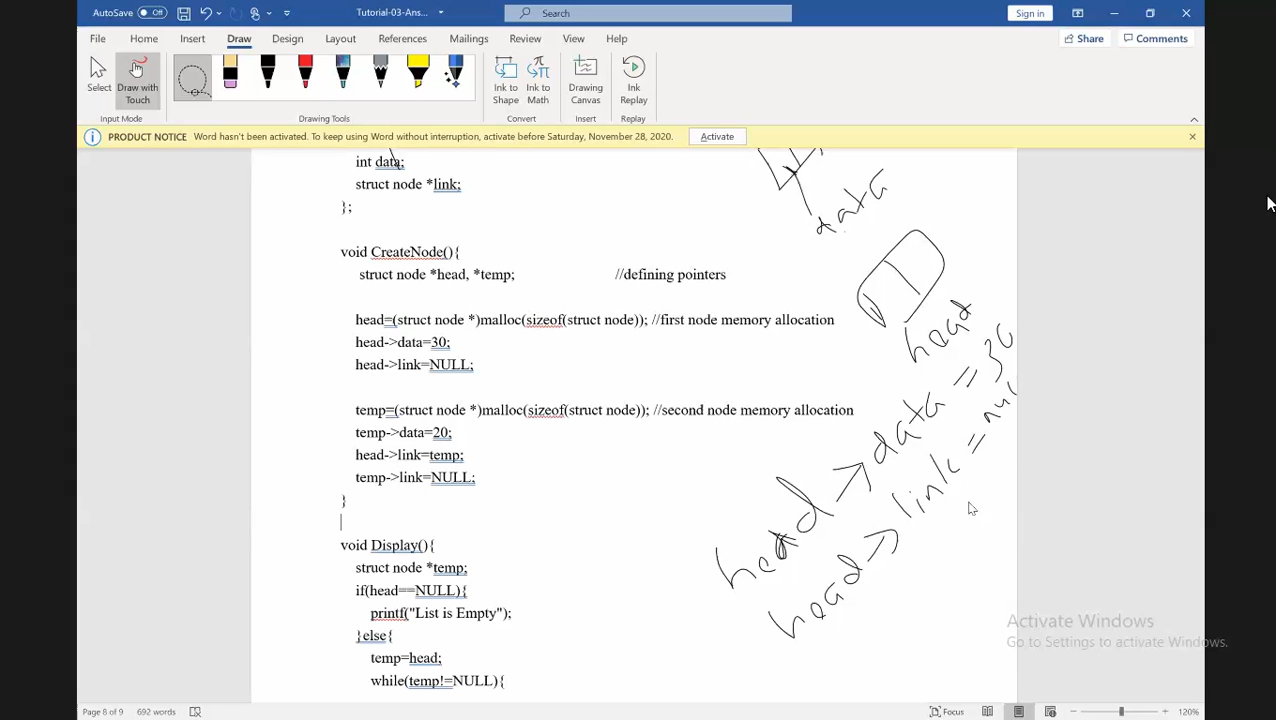 AutoSave Off Tutorial-03-Ans... Search Sign in
File Home Insert Draw Design Layout References Mailings Review View Help Share Comments
Select Draw with Touch Ink to Shape Ink to Math Drawing Canvas Ink Replay
Input Mode Drawing Tools Convert Insert Replay
PRODUCT NOTICE Word hasn't been activated. To keep using Word without interruption, activate before Saturday, November 28, 2020. Activate
int data;
struct node *link;
};
data
void CreateNode(){
struct node *head, *temp; //defining pointers
head=(struct node *)malloc(sizeof(struct node)); //first node memory allocation
head->data=30;
head->link=NULL;
head
temp=(struct node *)malloc(sizeof(struct node)); //second node memory allocation
temp->data=20;
head->link=temp;
temp->link=NULL;
}
head -> data = 30
head -> link = null
void Display(){
struct node *temp;
if(head==NULL){
printf("List is Empty");
}else{
temp=head;
while(temp!=NULL){
Activate Windows
Go to Settings to activate Windows.
Page 8 of 9 692 words Focus 120%